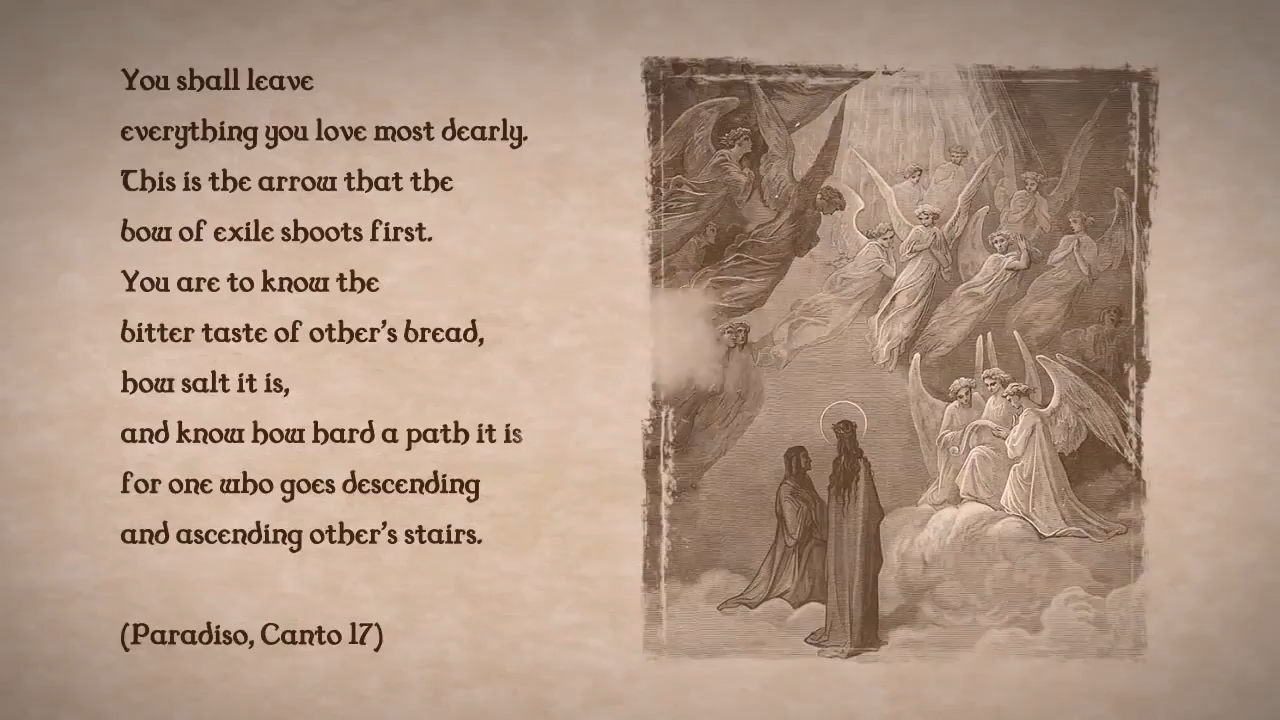 You shall leave
everything you love most dearly.
This is the arrow that the
bow of exile shoots first.
You are to know the
bitter taste of other's bread,
how salt it is,
and know how hard a path it is
for one who goes descending
and ascending other's stairs.
(Paradiso, Canto 17)